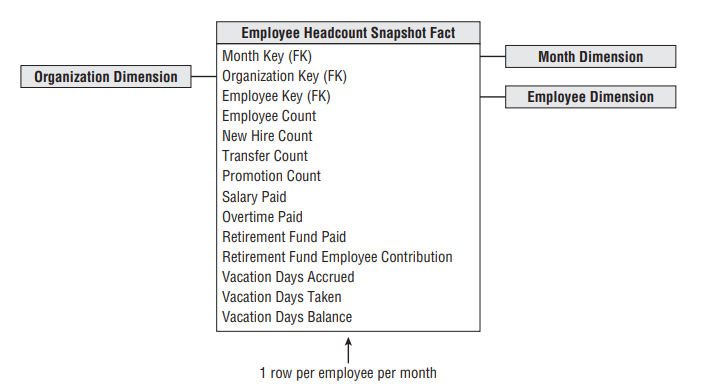 Employee Headcount Snapshot Fact
Month Key (FK)
Organization Key (FK)
Employee Key (FK)
Employee Count
New Hire Count
Transfer Count
Promotion Count
Salary Paid
Overtime Paid
Retirement Fund Paid
Retirement Fund Employee Contribution
Vacation Days Accrued
Vacation Days Taken
Vacation Days Balance
Organization Dimension
Month Dimension
Employee Dimension
1 row per employee per month